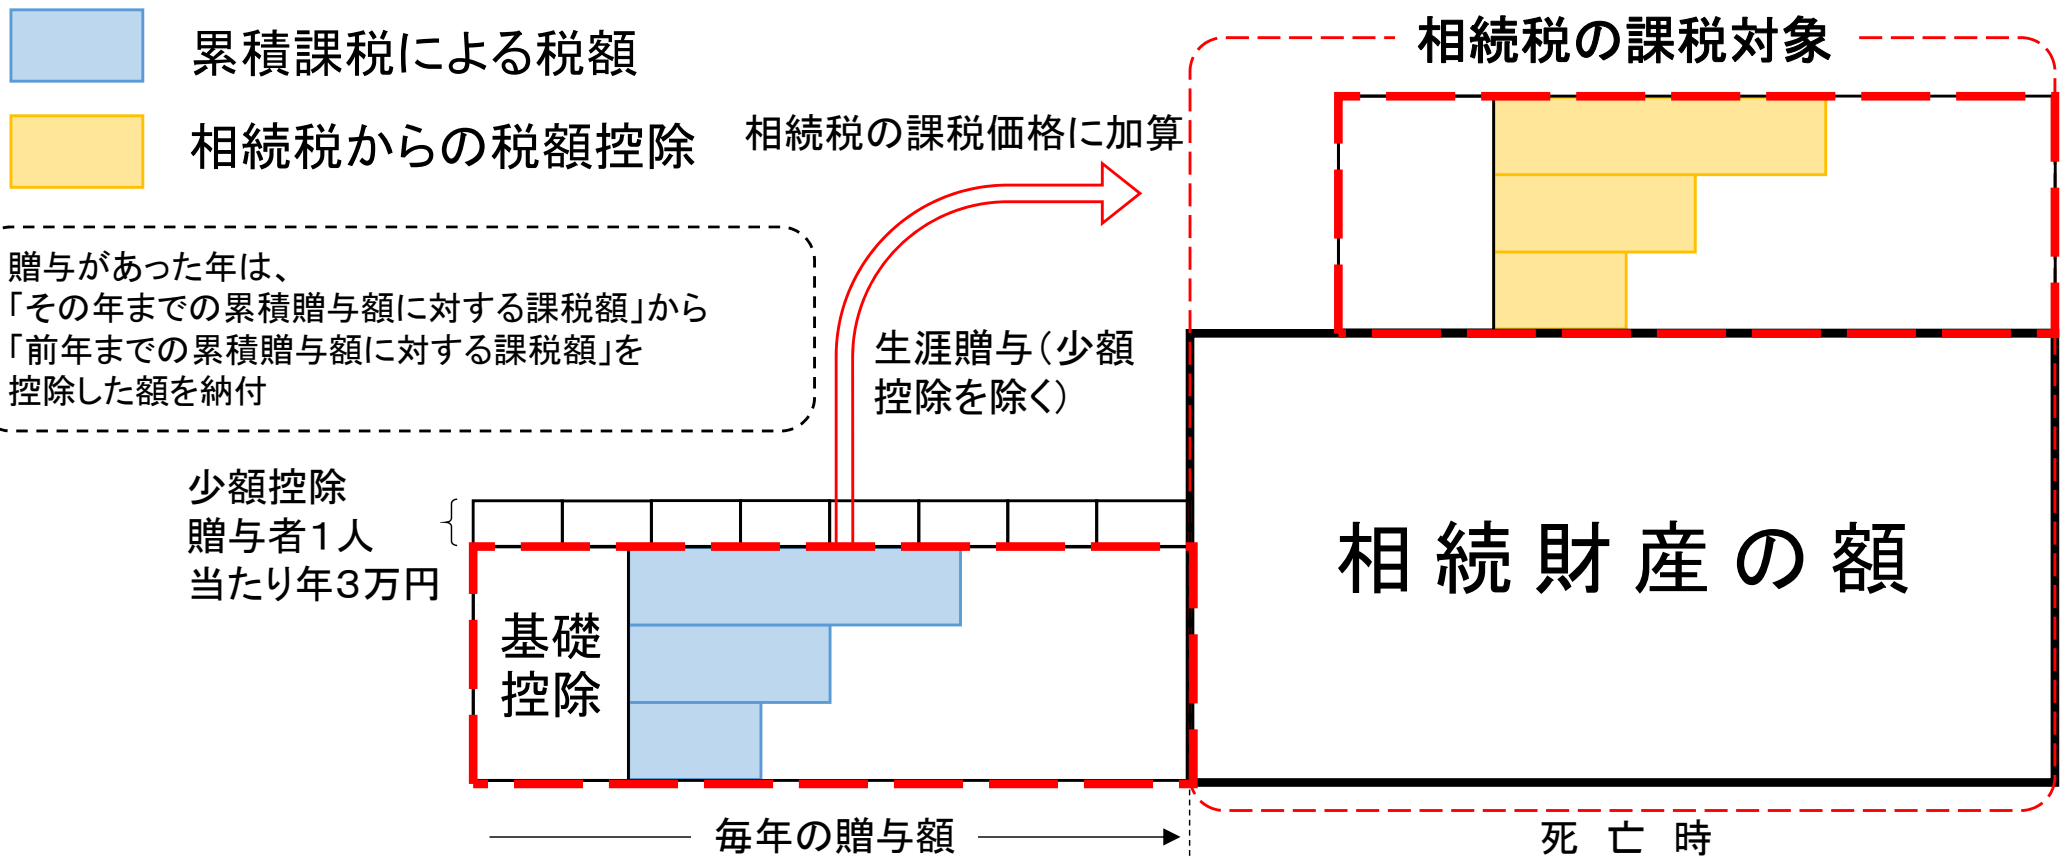 累積課税による税額
相続税からの税額控除
贈与があった年は、
「その年までの累積贈与額に対する課税額」から
「前年までの累積贈与額に対する課税額」を
控除した額を納付
相続税の課税価格に加算
生涯贈与（少額
控除を除く）
相続税の課税対象
少額控除
贈与者１人
当たり年３万円
基礎
控除
相続財産の額
毎年の贈与額
死亡時